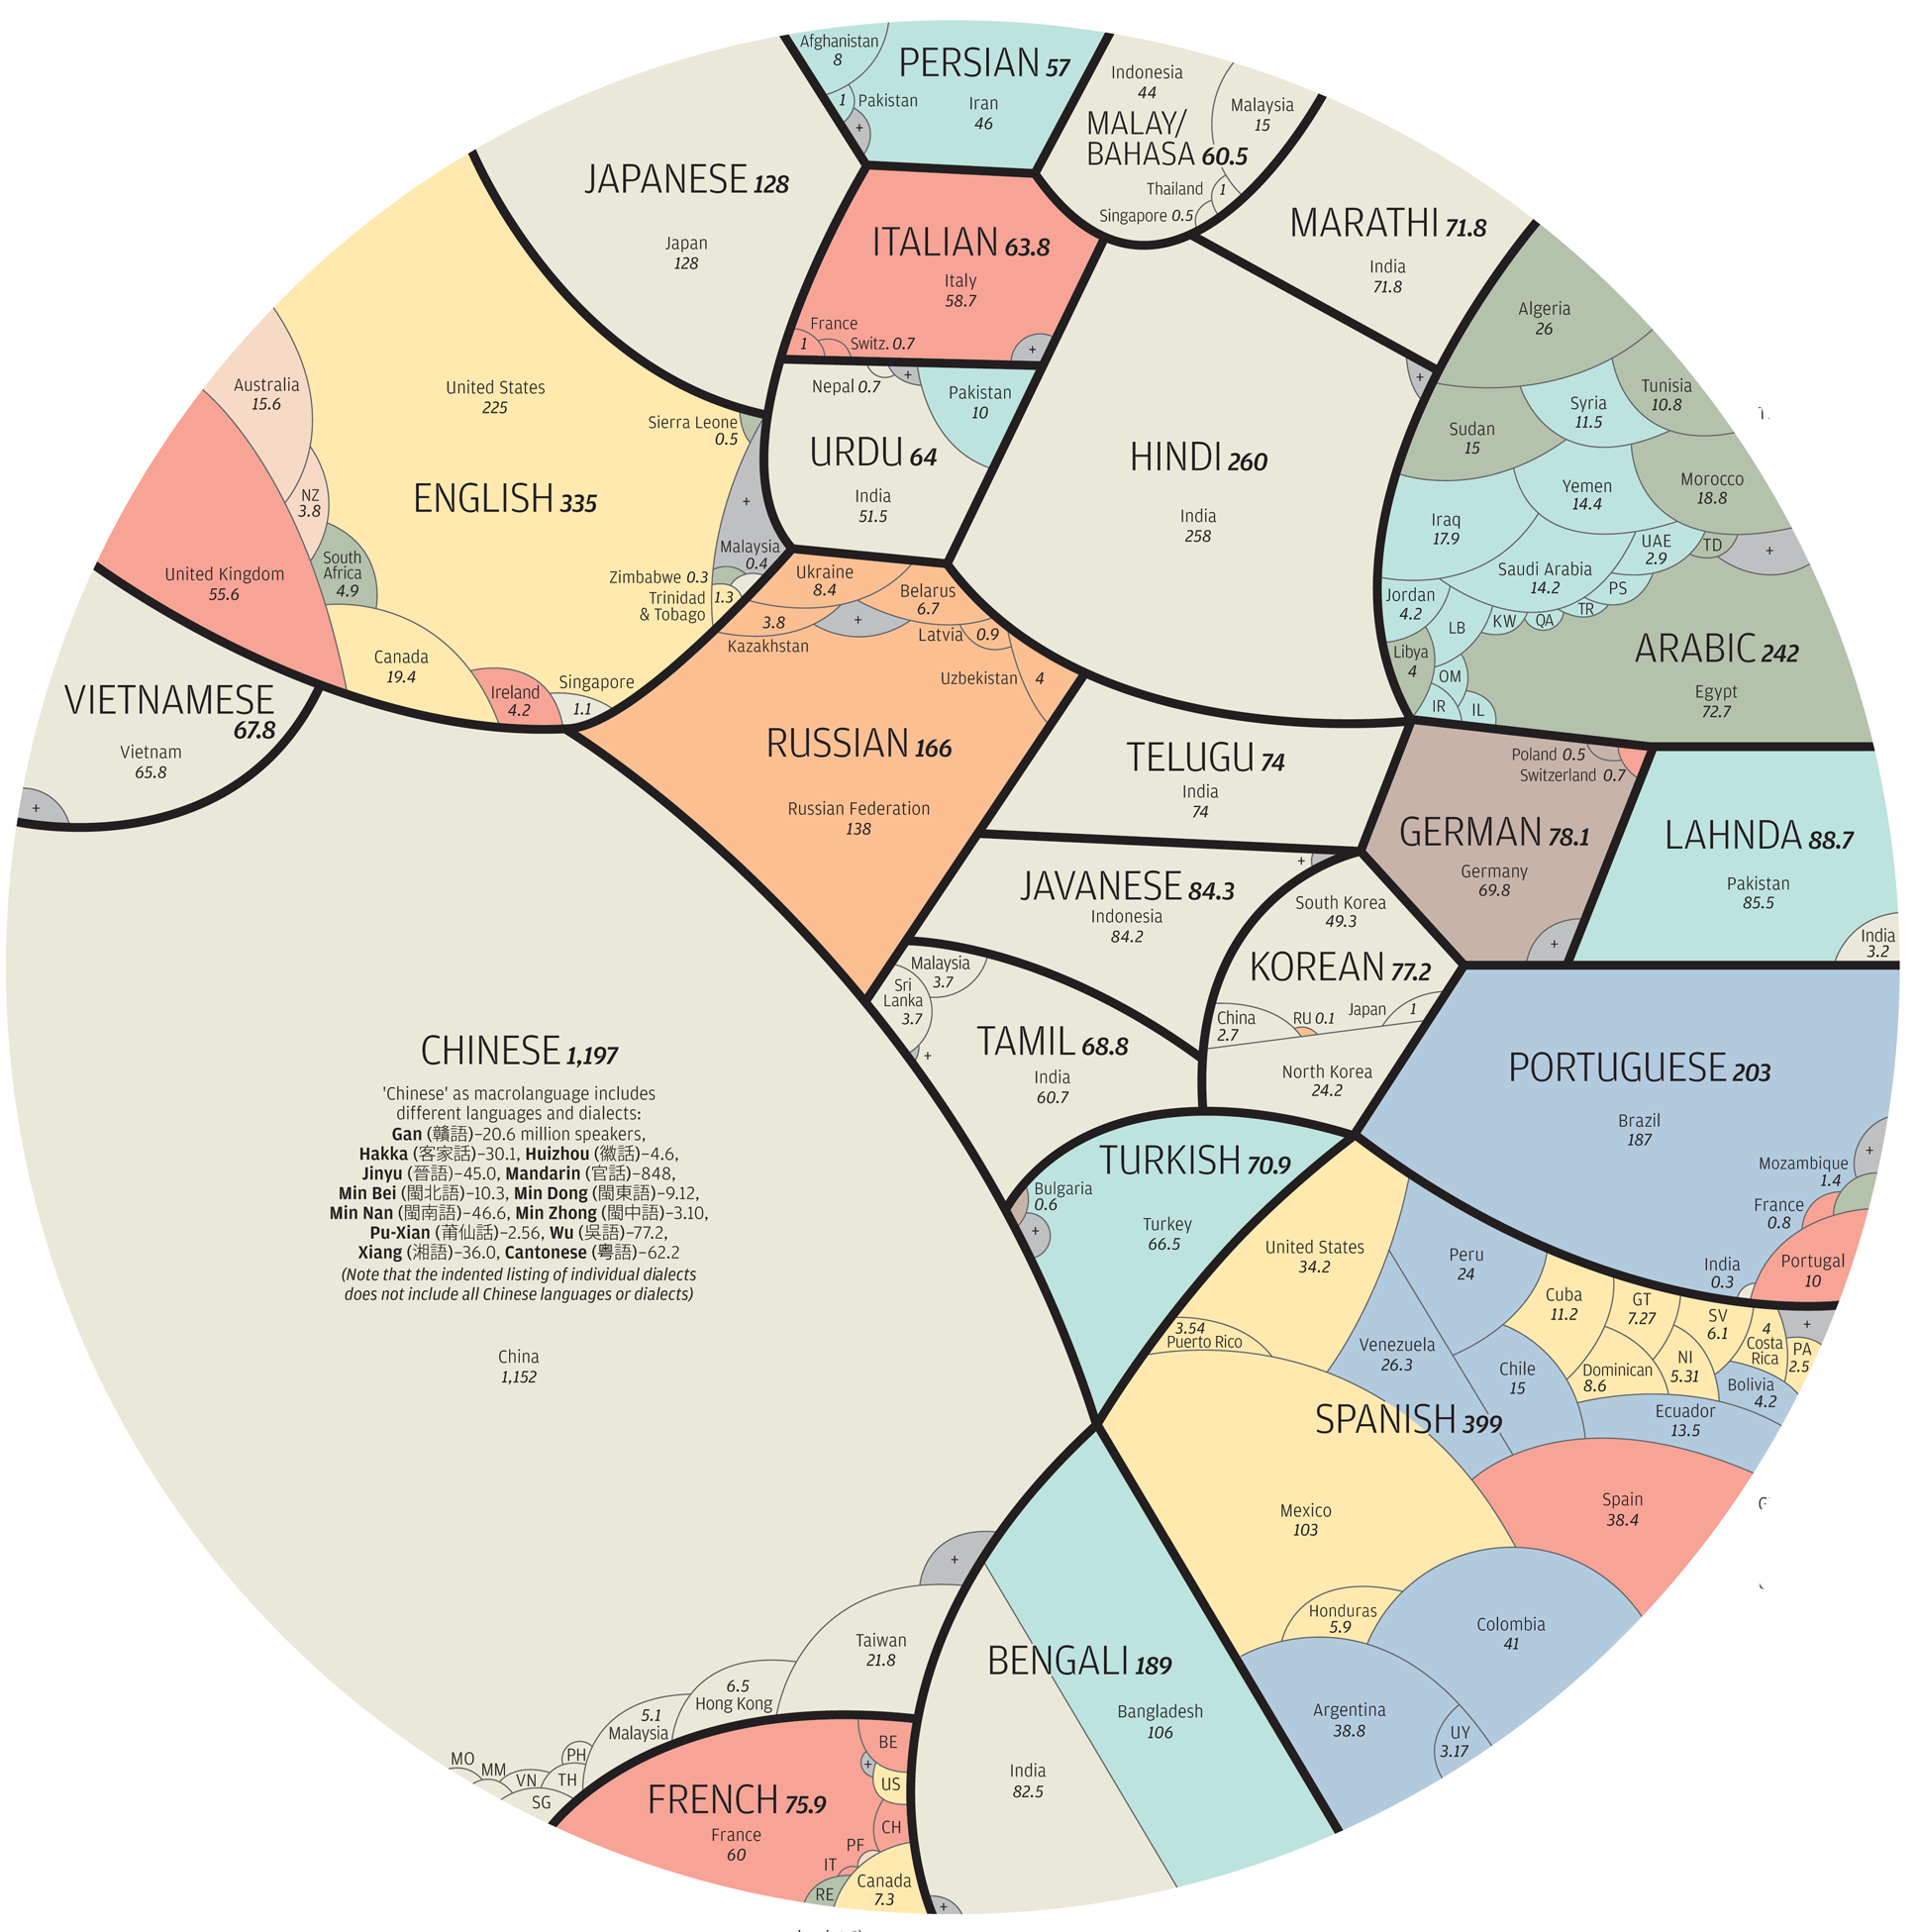 Afghanistan
8
PERSIAN 57
1 Pakistan
Iran
46
+
Indonesia
44
Malaysia
15
MALAY/
BAHASA 60.5
Thailand 1
Singapore 0.5
JAPANESE 128
Japan
128
ITALIAN 63.8
Italy
58.7
France
1
Switz. 0.7
+
MARATHI 71.8
India
71.8
Australia
15.6
United States
225
Sierra Leone
0.5
NZ
3.8
ENGLISH 335
+
South
Africa
4.9
United Kingdom
55.6
Malaysia
0.4
Zimbabwe 0.3
Trinidad
& Tobago
1.3
Canada
19.4
Ireland
4.2
Singapore
1.1
Nepal 0.7
+
Pakistan
10
URDU 64
India
51.5
HINDI 260
India
258
+
Algeria
26
Tunisia
10.8
Syria
11.5
Sudan
15
Morocco
18.8
Yemen
14.4
Iraq
17.9
UAE
2.9
TD
+
Saudi Arabia
14.2
PS
Jordan
4.2
TR
QA
KW
LB
Libya
4
OM
IR
IL
ARABIC 242
Egypt
72.7
VIETNAMESE
67.8
Vietnam
65.8
+
Ukraine
8.4
Belarus
6.7
3.8
Kazakhstan
+
Latvia 0.9
Uzbekistan 4
RUSSIAN 166
Russian Federation
138
TELUGU 74
India
74
Poland 0.5
Switzerland 0.7
GERMAN 78.1
Germany
69.8
+
LAHNDA 88.7
Pakistan
85.5
India
3.2
+
JAVANESE 84.3
Indonesia
84.2
South Korea
49.3
KOREAN 77.2
China
2.7
RU 0.1
Japan 1
North Korea
24.2
Malaysia
3.7
Sri
Lanka
3.7
+
TAMIL 68.8
India
60.7
PORTUGUESE 203
Brazil
187
+
Mozambique
1.4
France
0.8
Portugal
10
India
0.3
CHINESE 1,197
'Chinese' as macrolanguage includes
different languages and dialects:
Gan (贛語)–20.6 million speakers,
Hakka (客家話)–30.1, Huizhou (徽話)–4.6,
Jinyu (晉語)–45.0, Mandarin (官話)–848,
Min Bei (閩北語)–10.3, Min Dong (閩東語)–9.12,
Min Nan (閩南語)–46.6, Min Zhong (閩中語)–3.10,
Pu-Xian (莆仙話)–2.56, Wu (吳語)–77.2,
Xiang (湘語)–36.0, Cantonese (粵語)–62.2
(Note that the indented listing of individual dialects
does not include all Chinese languages or dialects)
China
1,152
+
Taiwan
21.8
6.5
Hong Kong
5.1
Malaysia
PH
MO
MM
VN
TH
SG
TURKISH 70.9
Bulgaria
0.6
+
Turkey
66.5
United States
34.2
3.54
Puerto Rico
Peru
24
Venezuela
26.3
Cuba
11.2
GT
7.27
SV
6.1
4
Costa
Rica
+
PA
2.5
Chile
15
Dominican
8.6
NI
5.31
Bolivia
4.2
Ecuador
13.5
SPANISH 399
Mexico
103
Spain
38.4
Honduras
5.9
Colombia
41
Argentina
38.8
UY
3.17
BENGALI 189
Bangladesh
106
India
82.5
+
FRENCH 75.9
France
60
BE
+
US
CH
PF
IT
RE
Canada
7.3